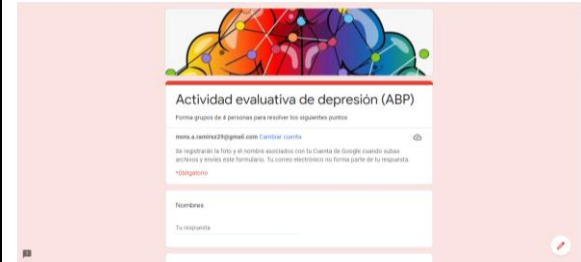 Actividad evaluativa de depresión (ABP)
Forma grupos de 4 personas para resolver los siguientes puntos
mons.a.ramirez29@gmail.com Cambiar cuenta
Se registrarán la foto y el nombre asociados con tu Cuenta de Google cuando subas
archivos y envíes este formulario. Tu correo electrónico no forma parte de tu respuesta.
*Obligatorio
Nombres
Tu respuesta